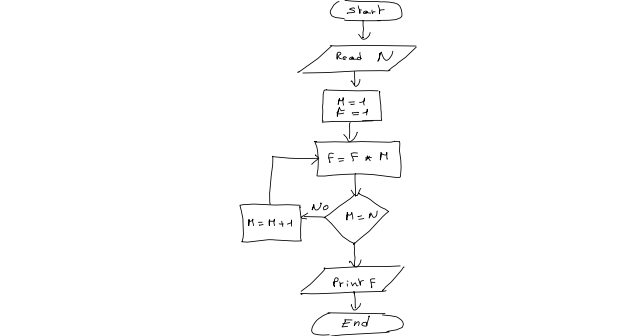 Start
Read N
M=1
F=1
F=F * M
No
M=N
M=M+1
Print F
End